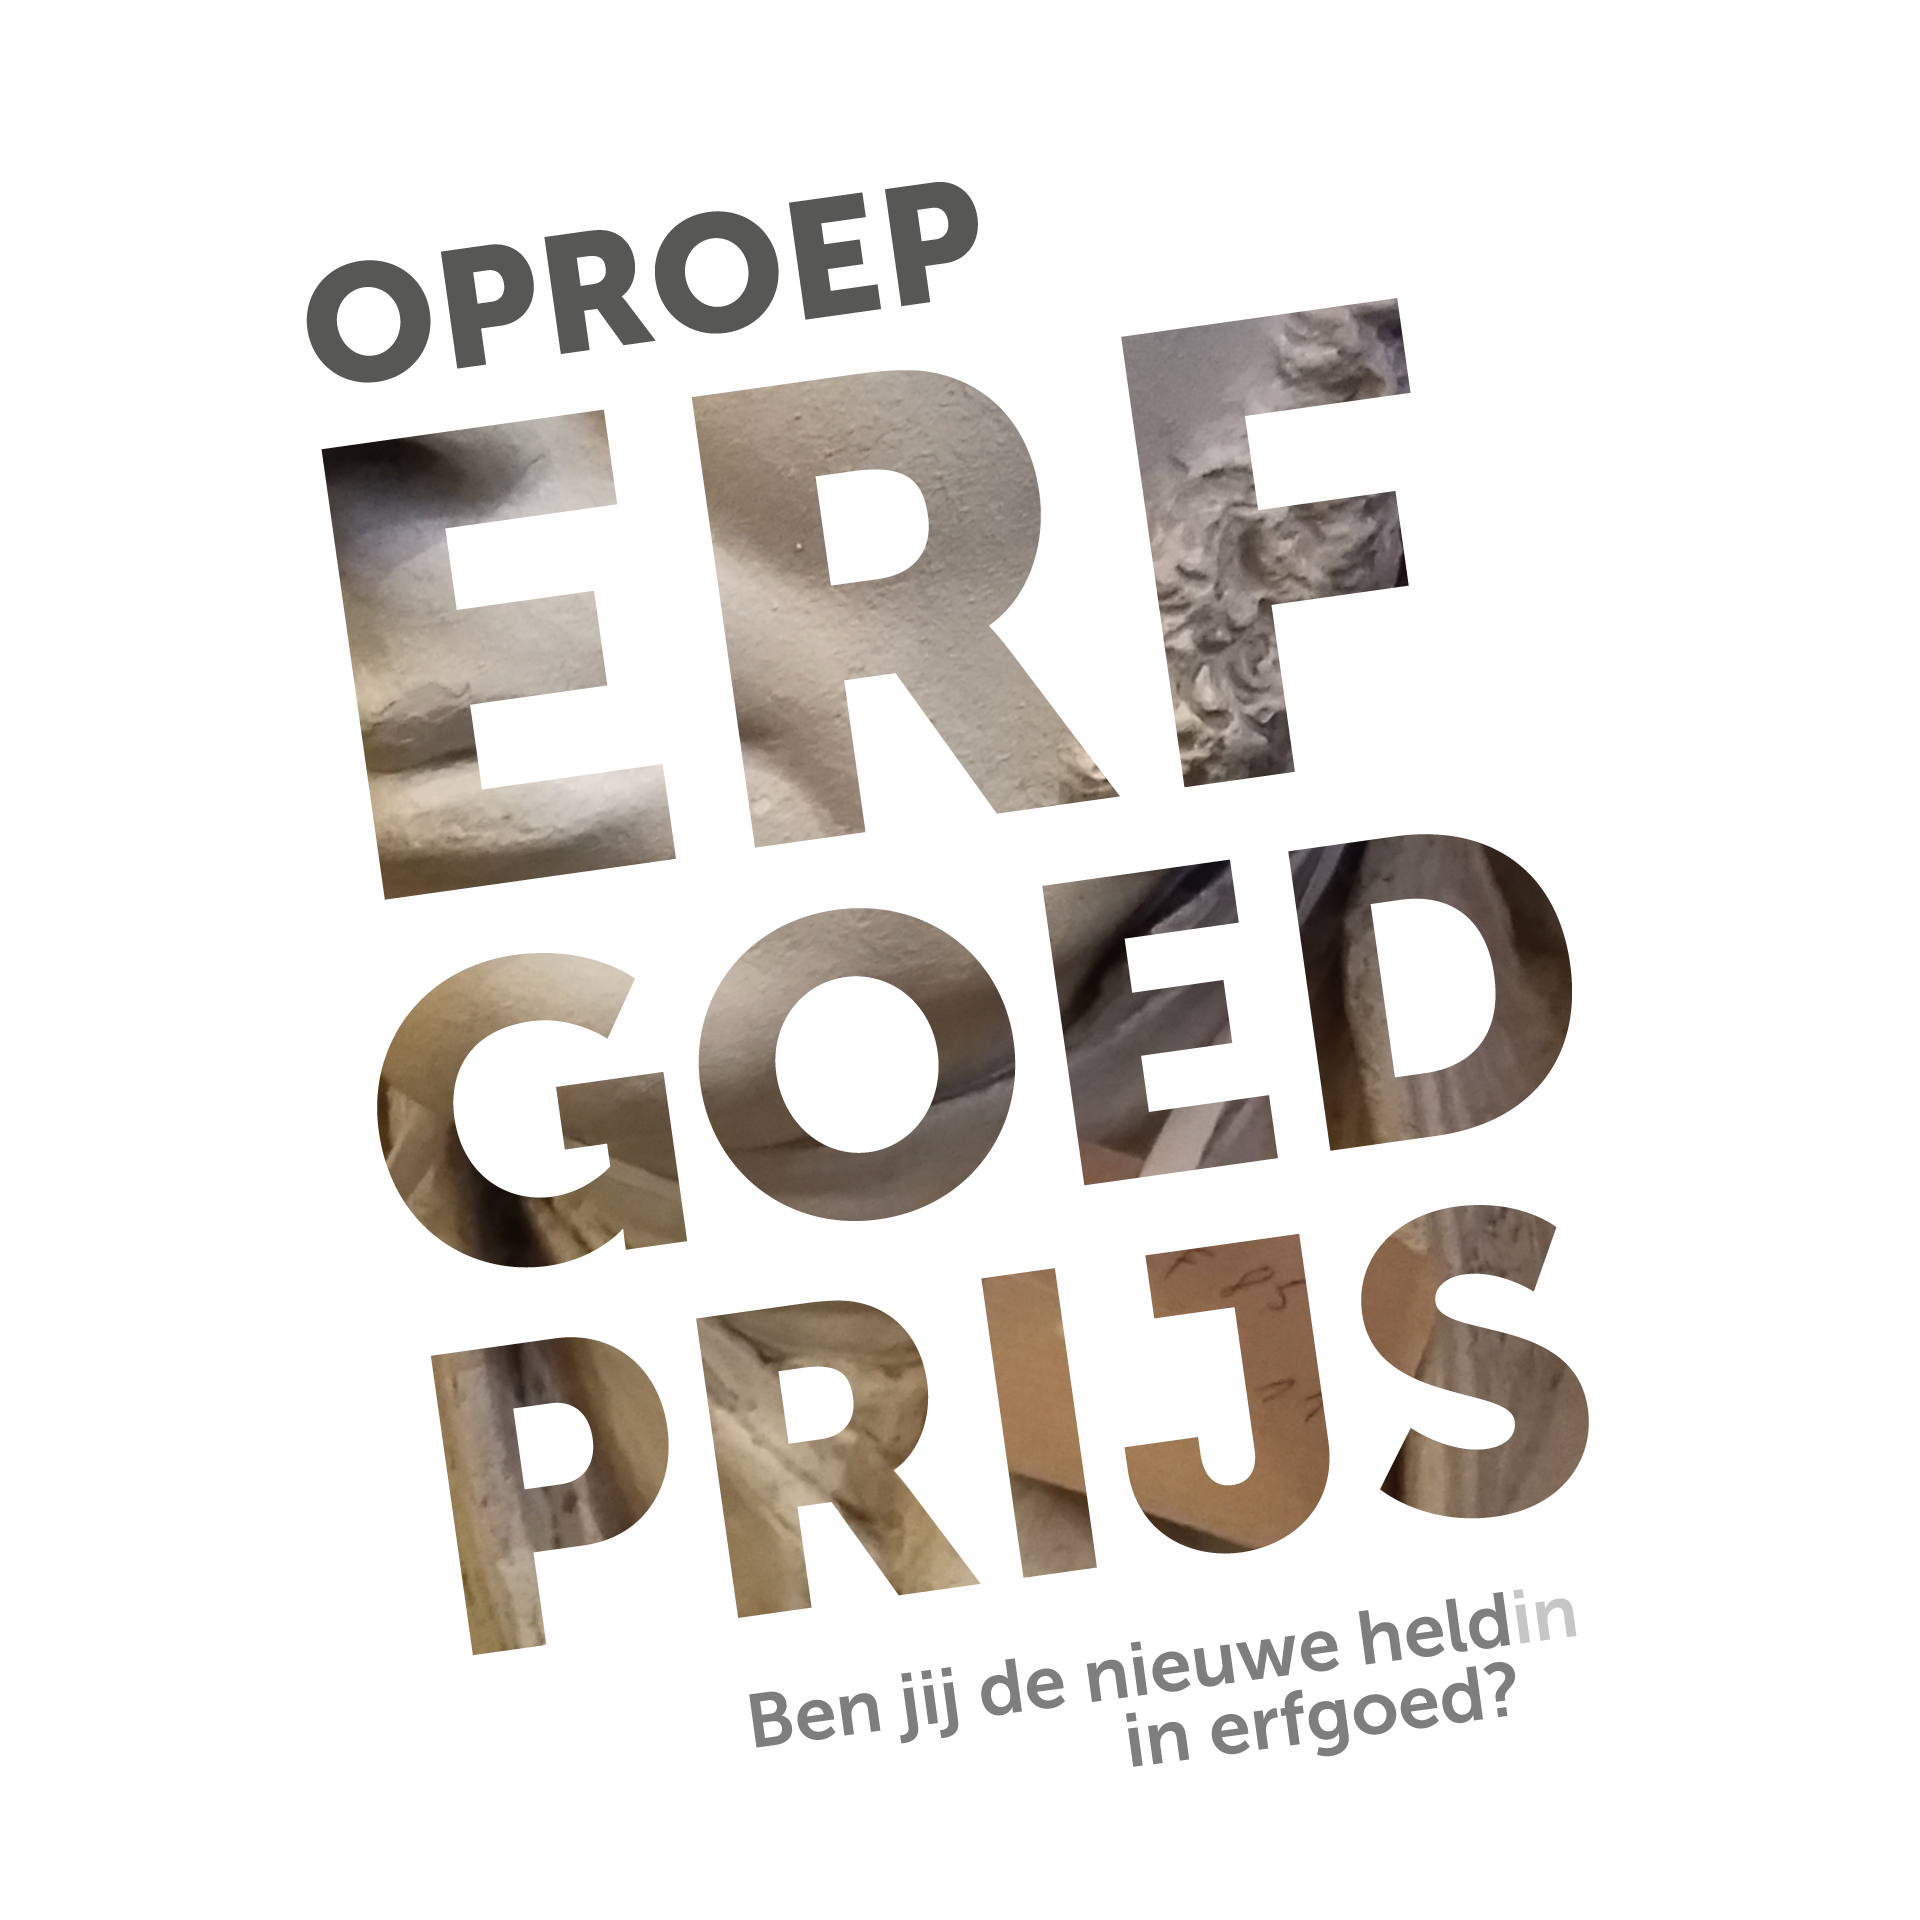 OPROEP
ERF
GOED
PRIJS
Ben jij de nieuwe heldin
in erfgoed?